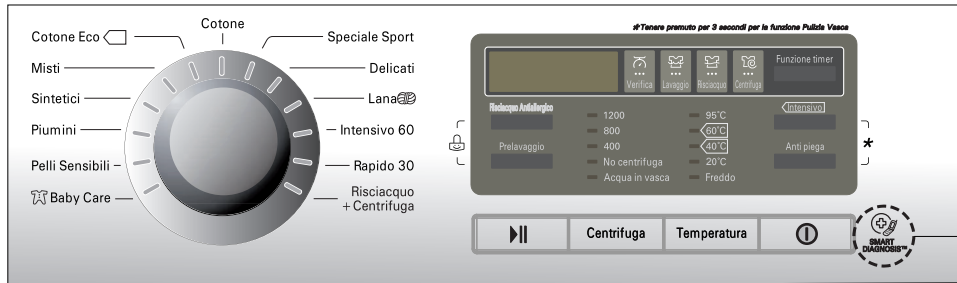 Cotone
Cotone Eco
Speciale Sport
Misti
Delicati
Sintetici
Lana
Piumini
Intensivo 60
Pelli Sensibili
Rapido 30
Baby Care
Risciacquo
+ Centrifuga
*Tenere premuto per 3 secondi per la funzione Pulizia Vasca
Verifica
Lavaggio
Risciacquo
Centrifuga
Funzione timer
Risciacquo Antiallergico
Prelavaggio
1200
800
400
No centrifuga
Acqua in vasca
95°C
60°C
40°C
20°C
Freddo
Intensivo
Anti piega
*
Centrifuga
Temperatura
SMART
DIAGNOSIS™